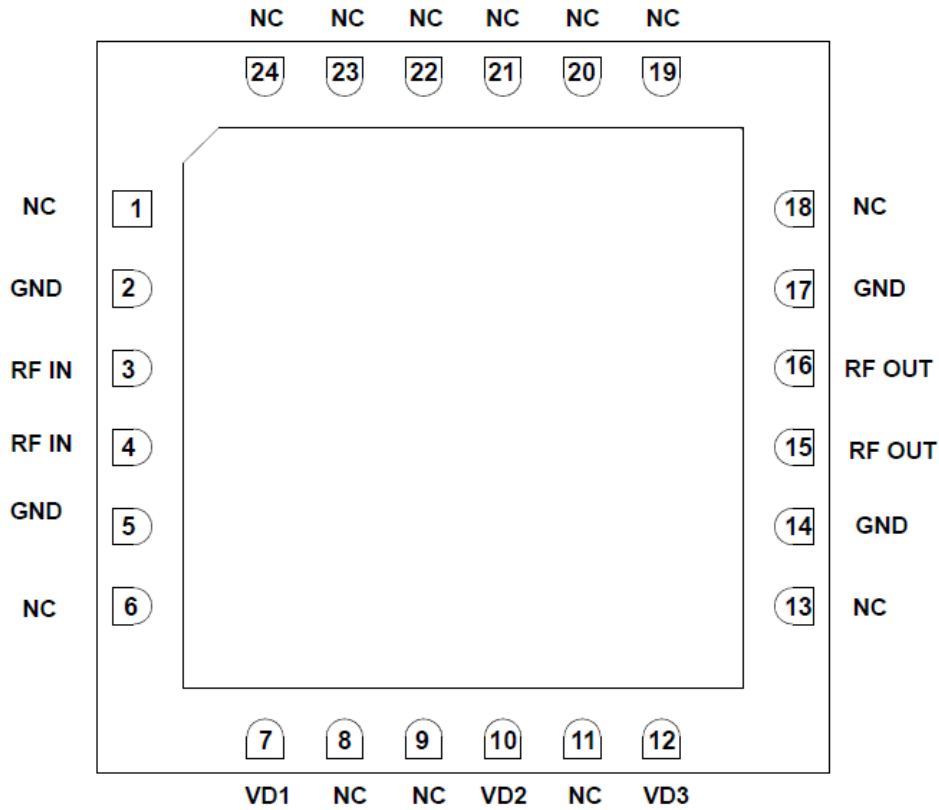 NC NC NC NC NC NC
24 23 22 21 20 19
NC 1 18 NC
GND 2 17 GND
RF IN 3 16 RF OUT
RF IN 4 15 RF OUT
GND 5 14 GND
NC 6 13 NC
7 8 9 10 11 12
VD1 NC NC VD2 NC VD3